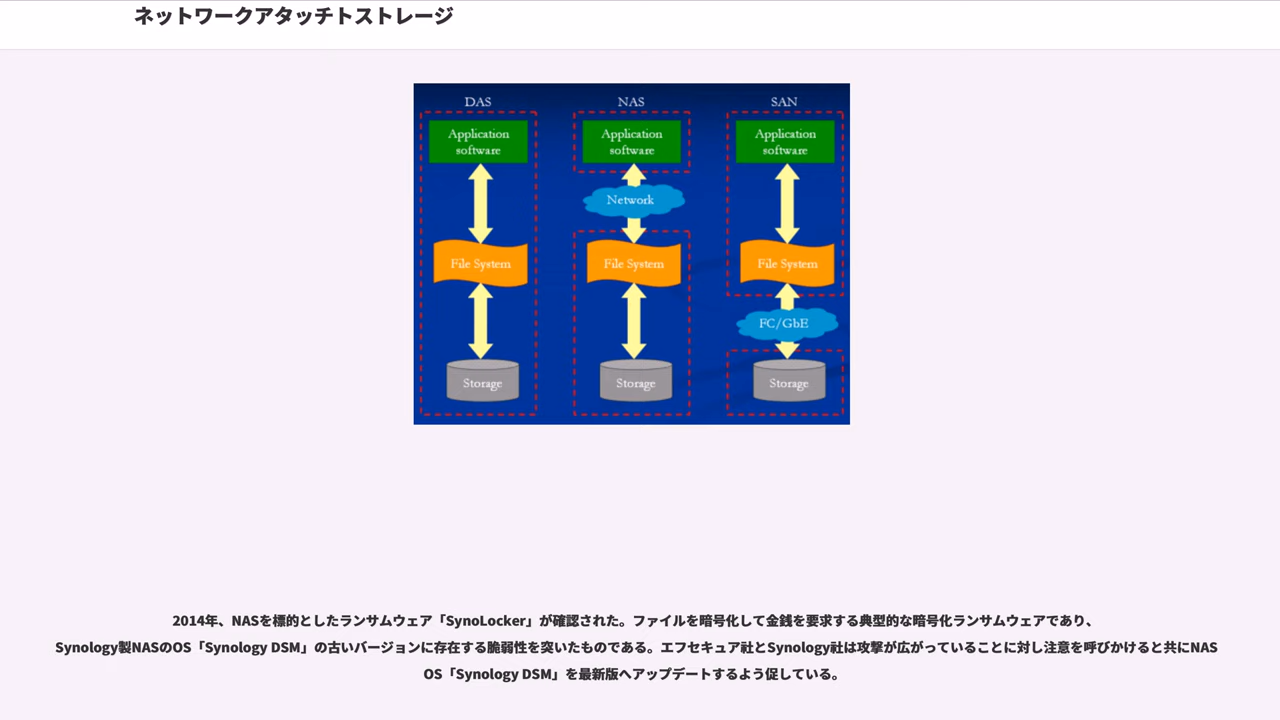 ネットワークアタッチトストレージ
DAS
NAS
SAN
Application
software
Application
software
Application
software
Network
File System
File System
File System
FC/GbE
Storage
Storage
Storage
2014年、NASを標的としたランサムウェア「SynoLocker」が確認された。ファイルを暗号化して金銭を要求する典型的な暗号化ランサムウェアであり、
Synology製NASのOS「Synology DSM」の古いバージョンに存在する脆弱性を突いたものである。エフセキュア社とSynology社は攻撃が広がっていることに対し注意を呼びかけると共にNAS
OS「Synology DSM」を最新版へアップデートするよう促している。